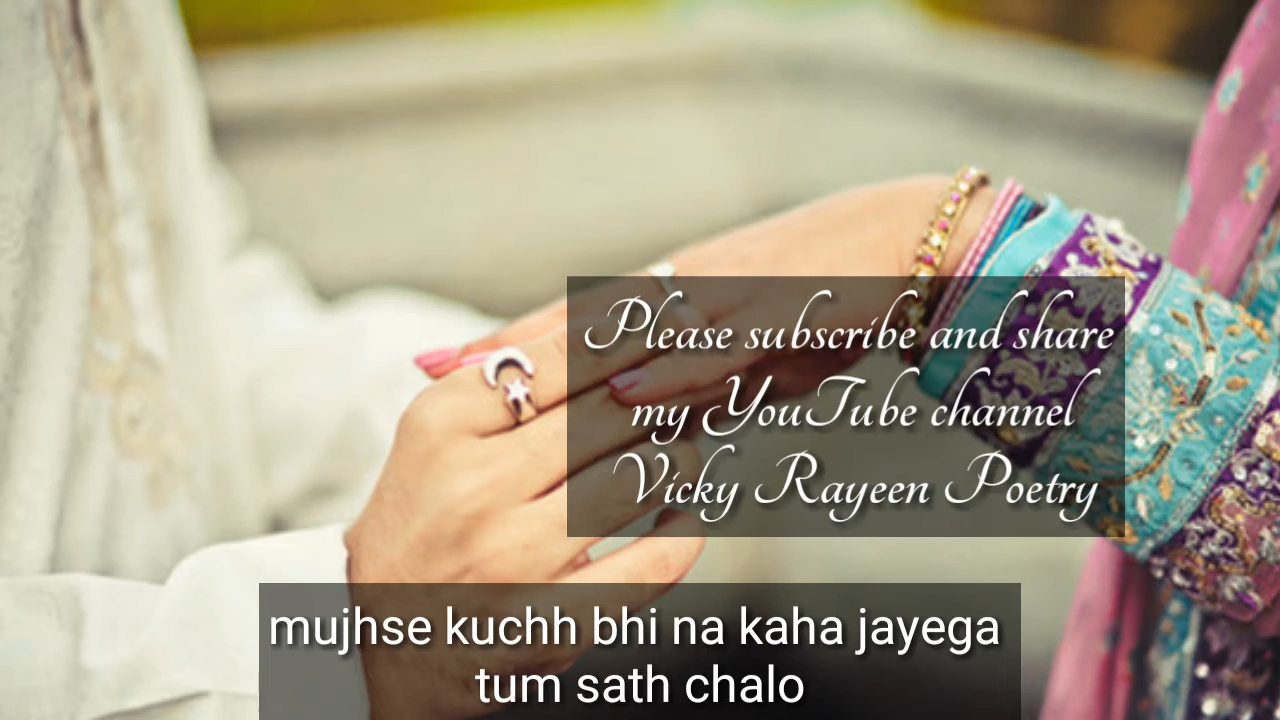 Please subscribe and share
my YouTube channel
Vicky Rayeen Poetry
mujhse kuchh bhi na kaha jayega
tum sath chalo